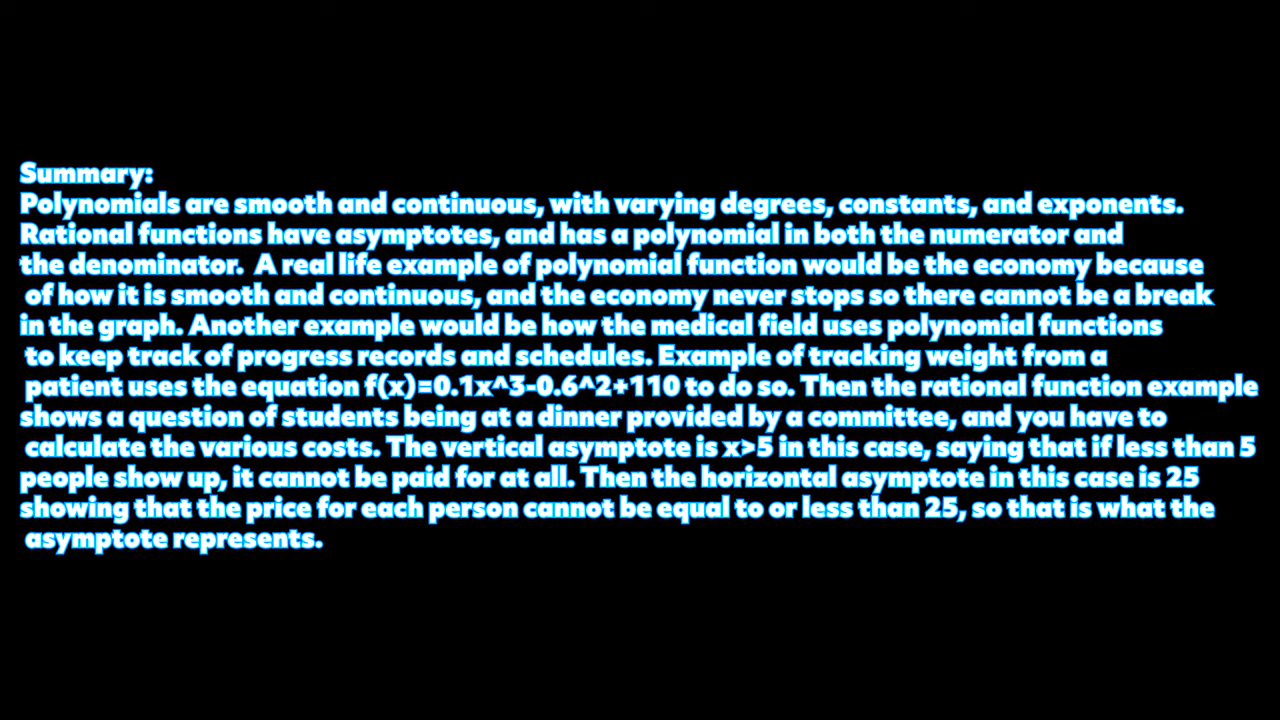 Summary:
Polynomials are smooth and continuous, with varying degrees, constants, and exponents.
Rational functions have asymptotes, and has a polynomial in both the numerator and
the denominator.  A real life example of polynomial function would be the economy because
of how it is smooth and continuous, and the economy never stops so there cannot be a break
in the graph. Another example would be how the medical field uses polynomial functions
to keep track of progress records and schedules. Example of tracking weight from a
patient uses the equation f(x)=0.1x^3-0.6^2+110 to do so. Then the rational function example
shows a question of students being at a dinner provided by a committee, and you have to
calculate the various costs. The vertical asymptote is x>5 in this case, saying that if less than 5
people show up, it cannot be paid for at all. Then the horizontal asymptote in this case is 25
showing that the price for each person cannot be equal to or less than 25, so that is what the
asymptote represents.